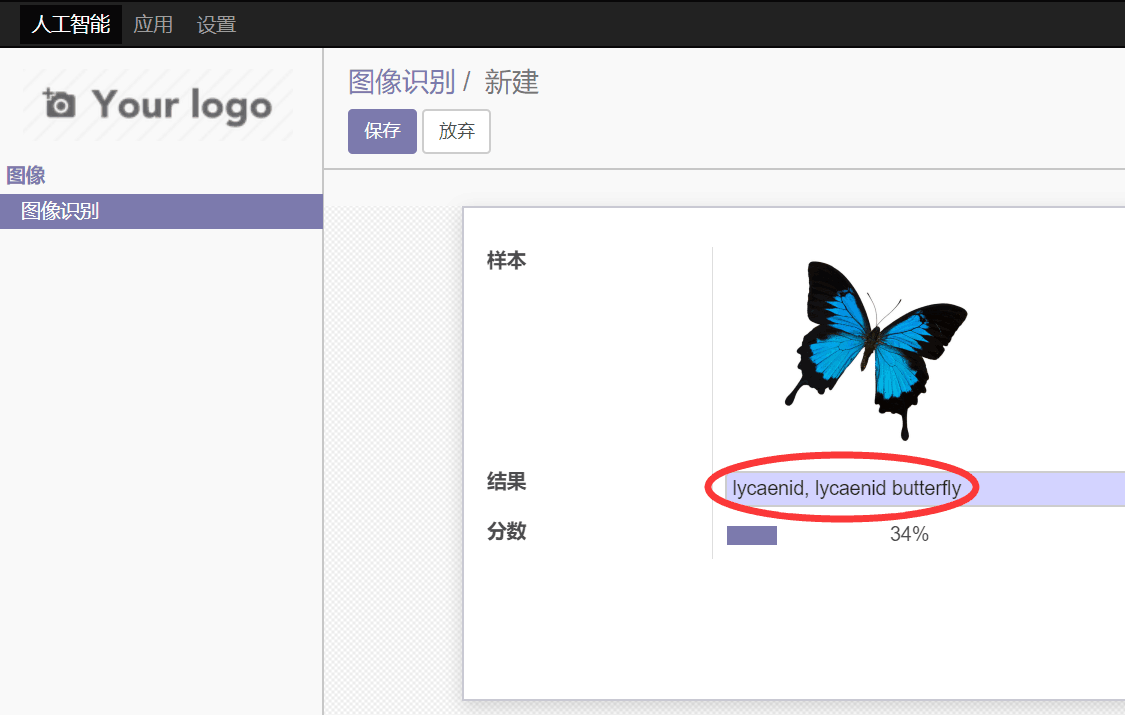 人工智能 应用 设置
Your logo
图像
图像识别
图像识别 / 新建
保存 放弃
样本
结果 lycaenid, lycaenid butterfly
分数 34%